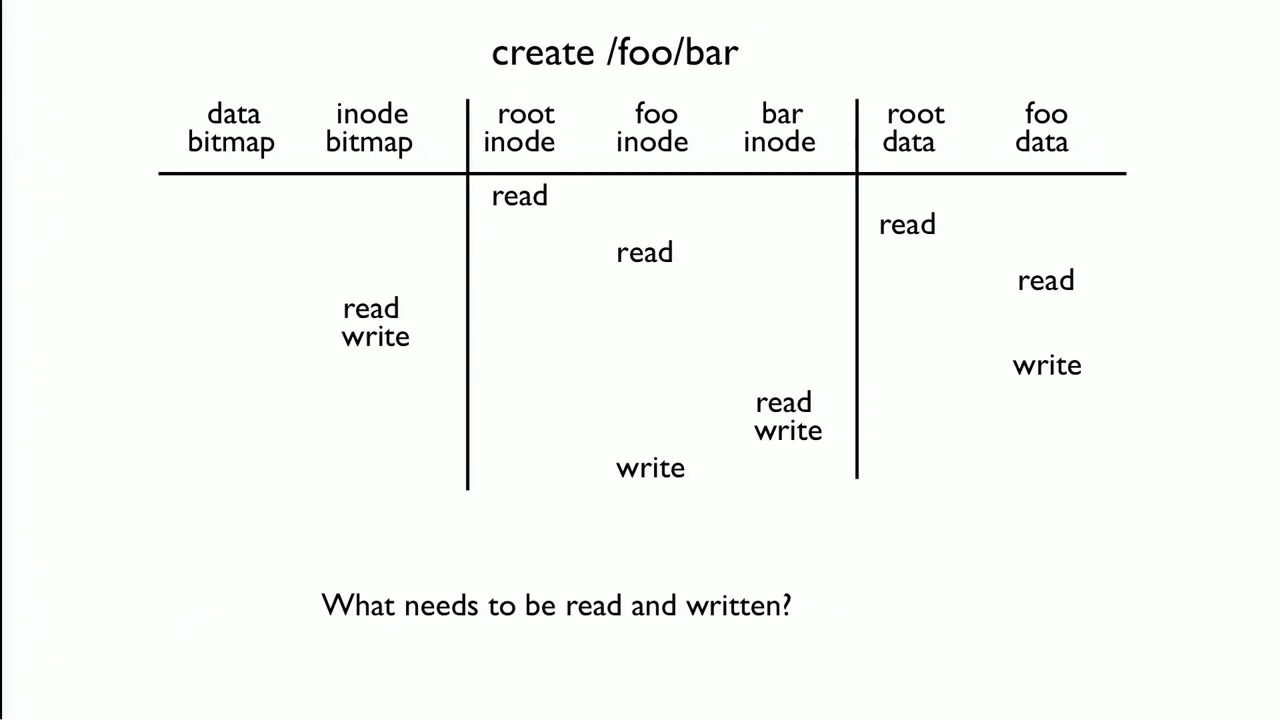 create /foo/bar
data inode root foo bar root foo
bitmap bitmap inode inode inode data data
read
read
read
read
read
write
write
read
write
write
What needs to be read and written?